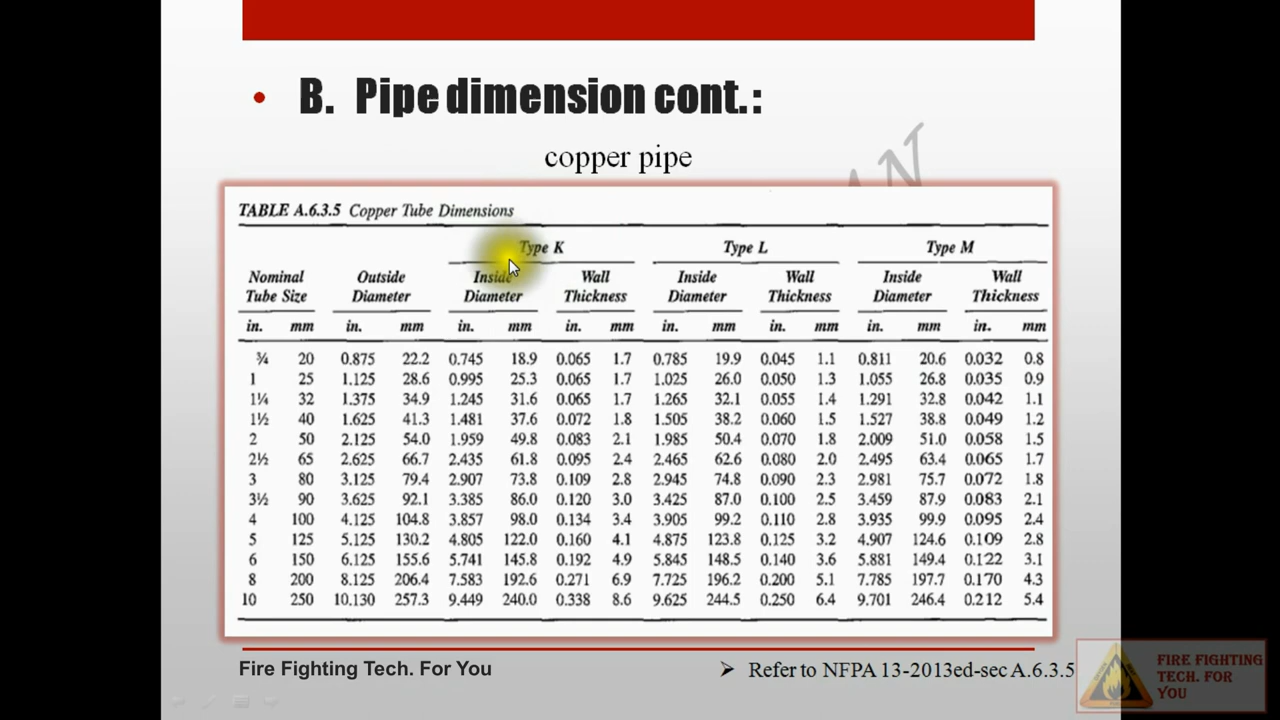 • B. Pipe dimension cont. :
copper pipe
TABLE A.6.3.5 Copper Tube Dimensions
Type K Type L Type M
Nominal Outside Inside Wall Inside Wall Inside Wall
Tube Size Diameter Diameter Thickness Diameter Thickness Diameter Thickness
in. mm in. mm in. mm in. mm in. mm in. mm in. mm in. mm
¾ 20 0.875 22.2 0.745 18.9 0.065 1.7 0.785 19.9 0.045 1.1 0.811 20.6 0.032 0.8
1 25 1.125 28.6 0.995 25.3 0.065 1.7 1.025 26.0 0.050 1.3 1.055 26.8 0.035 0.9
1¼ 32 1.375 34.9 1.245 31.6 0.065 1.7 1.265 32.1 0.055 1.4 1.291 32.8 0.042 1.1
1½ 40 1.625 41.3 1.481 37.6 0.072 1.8 1.505 38.2 0.060 1.5 1.527 38.8 0.049 1.2
2 50 2.125 54.0 1.959 49.8 0.083 2.1 1.985 50.4 0.070 1.8 2.009 51.0 0.058 1.5
2½ 65 2.625 66.7 2.435 61.8 0.095 2.4 2.465 62.6 0.080 2.0 2.495 63.4 0.065 1.7
3 80 3.125 79.4 2.907 73.8 0.109 2.8 2.945 74.8 0.090 2.3 2.981 75.7 0.072 1.8
3½ 90 3.625 92.1 3.385 86.0 0.120 3.0 3.425 87.0 0.100 2.5 3.459 87.9 0.083 2.1
4 100 4.125 104.8 3.857 98.0 0.134 3.4 3.905 99.2 0.110 2.8 3.935 99.9 0.095 2.4
5 125 5.125 130.2 4.805 122.0 0.160 4.1 4.875 123.8 0.125 3.2 4.907 124.6 0.109 2.8
6 150 6.125 155.6 5.741 145.8 0.192 4.9 5.845 148.5 0.140 3.6 5.881 149.4 0.122 3.1
8 200 8.125 206.4 7.583 192.6 0.271 6.9 7.725 196.2 0.200 5.1 7.785 197.7 0.170 4.3
10 250 10.130 257.3 9.449 240.0 0.338 8.6 9.625 244.5 0.250 6.4 9.701 246.4 0.212 5.4
Fire Fighting Tech. For You
➢ Refer to NFPA 13-2013ed-sec A.6.3.5
FIRE FIGHTING
TECH. FOR
YOU